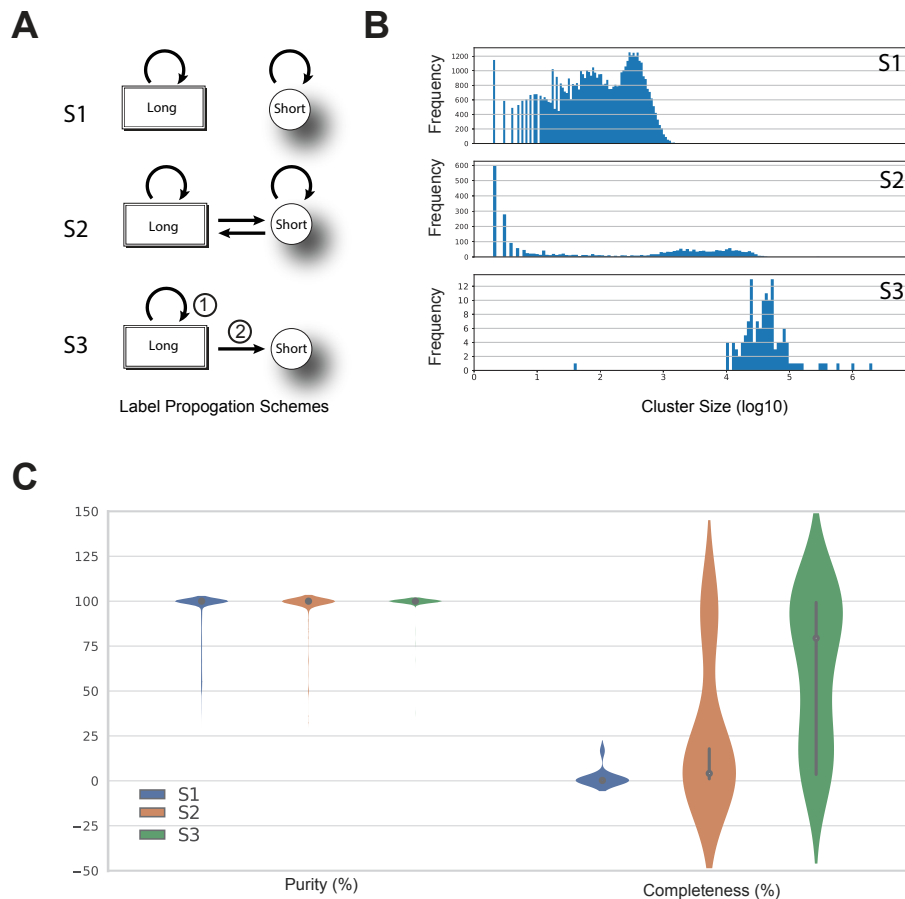 A
S1
Long
Short
S2
Long
Short
S3
1
Long
2
Short
Label Propogation Schemes
B
S1
Frequency
1200
1000
800
600
400
200
0
S2
Frequency
600
500
400
300
200
100
0
S3
Frequency
12
10
8
6
4
2
0
0 1 2 3 4 5 6
Cluster Size (log10)
C
150
125
100
75
50
25
0
−25
−50
S1
S2
S3
Purity (%)
Completeness (%)